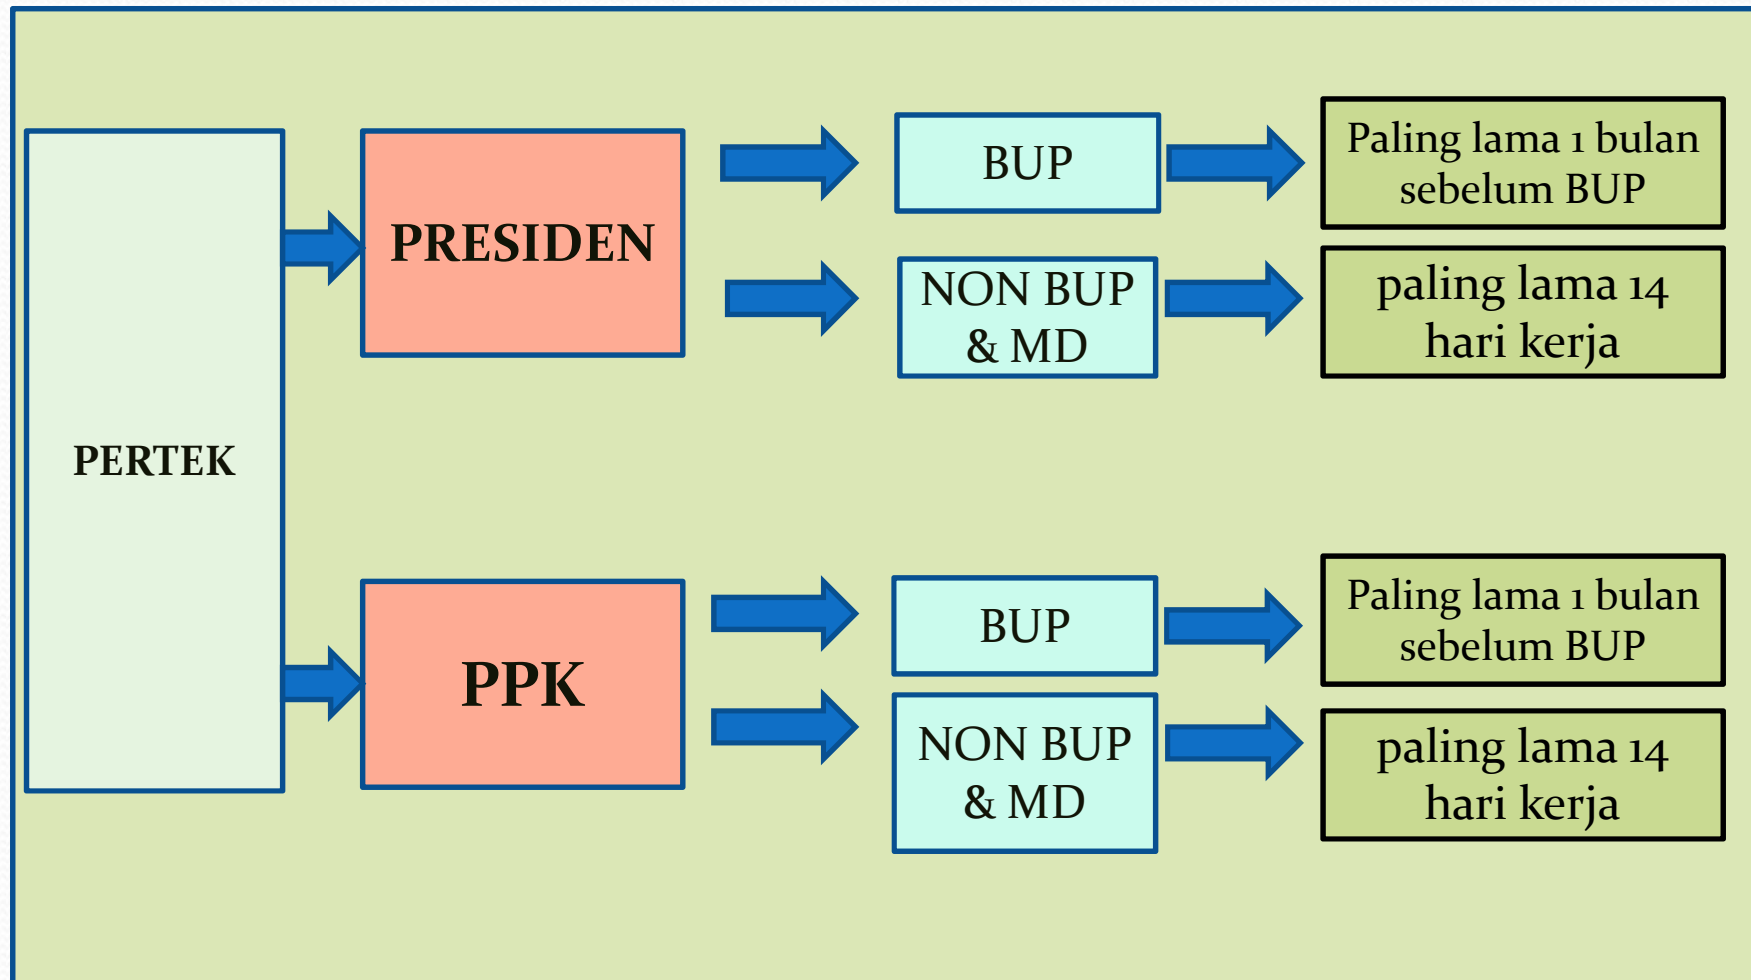 PERTEK
PRESIDEN
BUP
Paling lama 1 bulan
sebelum BUP
NON BUP
& MD
paling lama 14
hari kerja
PPK
BUP
Paling lama 1 bulan
sebelum BUP
NON BUP
& MD
paling lama 14
hari kerja